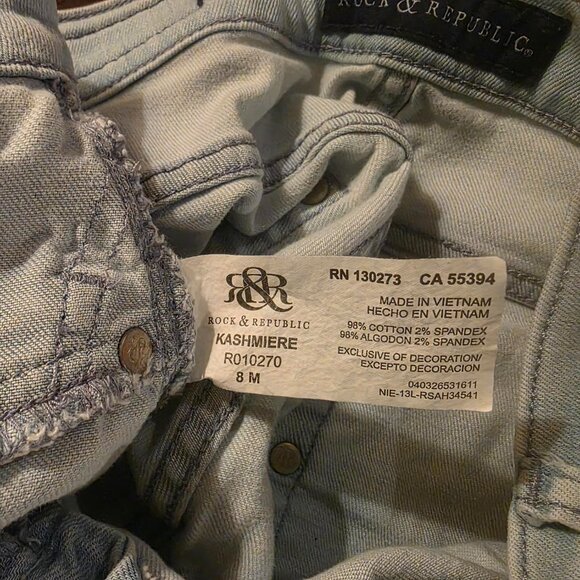 ROCK & REPUBLIC®
R&R
ROCK & REPUBLIC
KASHMIERE
R010270
8 M
RN 130273 CA 55394
MADE IN VIETNAM
HECHO EN VIETNAM
98% COTTON 2% SPANDEX
98% ALGODON 2% SPANDEX
EXCLUSIVE OF DECORATION/
EXCEPTO DECORACION
040326531611
NIE-13L-RSAH34541